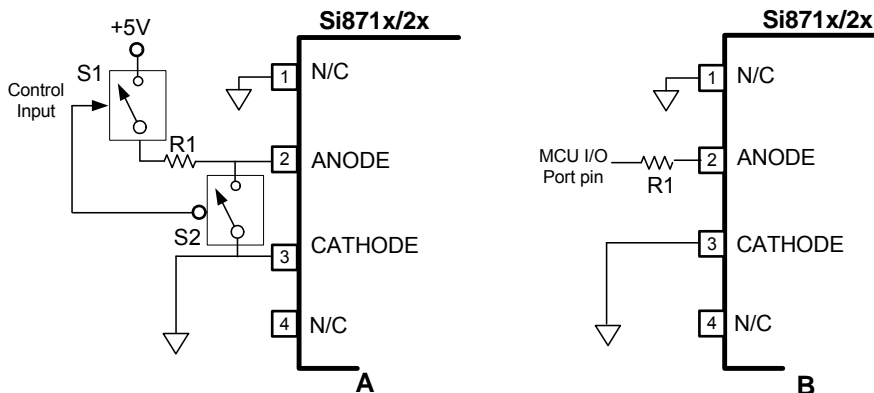 Si871x/2x
+5V
S1
Control
Input
R1
S2
1
N/C
2
ANODE
3
CATHODE
4
N/C
A
Si871x/2x
MCU I/O
Port pin
R1
1
N/C
2
ANODE
3
CATHODE
4
N/C
B